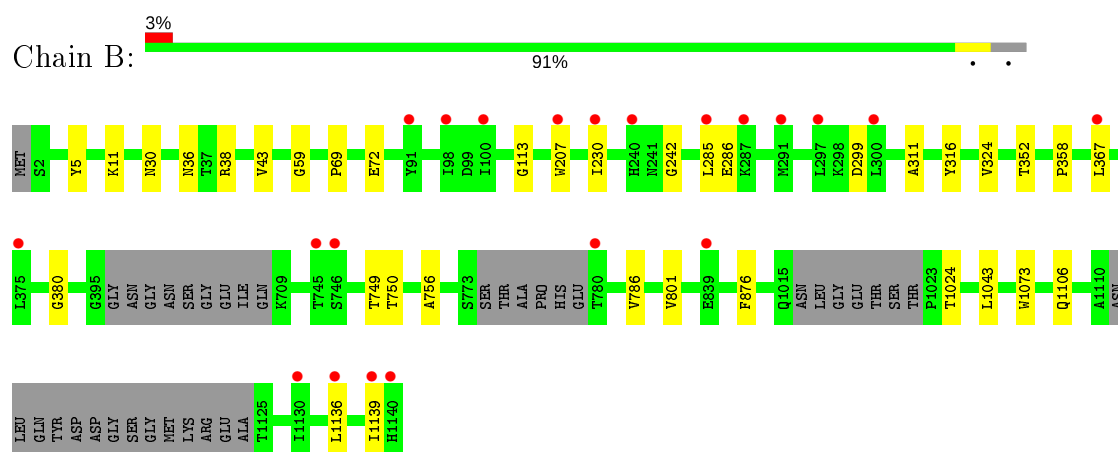 3%
Chain B:
91%
MET S2 Y5 K11 N30 N36 T37 R38 V43 G59 P69 E72 Y91 I98 D99 I100 G113 W207 I230 H240 N241 G242 L285 E286 K287 M291 L297 K298 D299 L300 A311 Y316 V324 T352 P358 L367
L375 G380 G395 GLY ASN GLY ASN SER GLY GLU ILE GLN K709 T745 S746 T749 T750 A756 S773 SER THR ALA PRO HIS GLU T780 V786 V801 E839 F876 Q1015 ASN LEU GLY GLU THR SER SER THR P1023 T1024 L1043 W1073 Q1106 A1110 ASN
LEU GLN TYR ASP ASP GLY SER GLY MET LYS ARG GLU ALA T1125 I1130 L1136 I1139 H1140